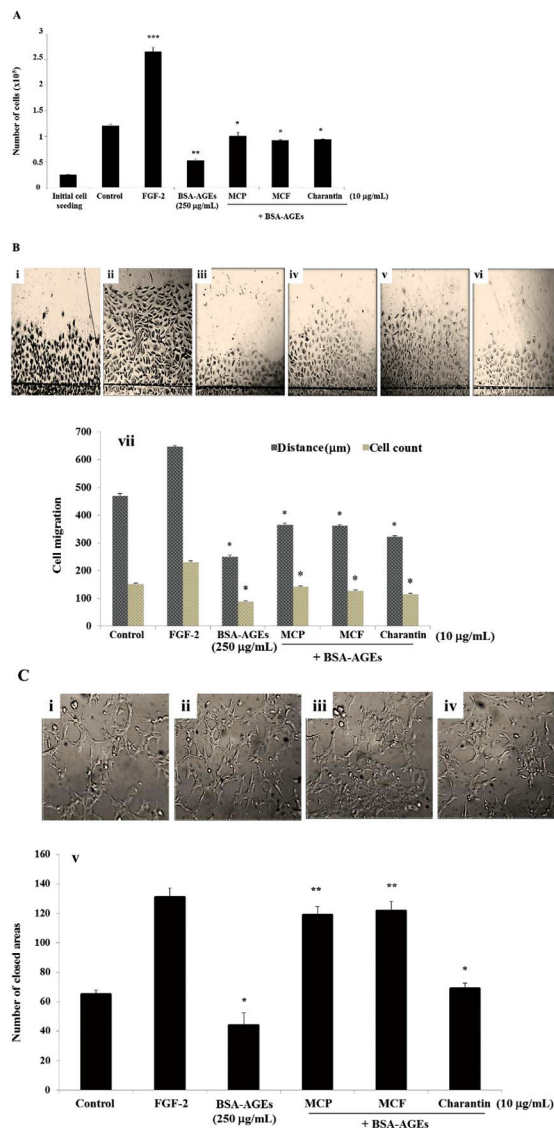 A
Number of cells (x10⁵)
3
2.5
2
1.5
1
0.5
0
***
**
*
*
*
Initial cell seeding
Control
FGF-2
BSA-AGEs (250 µg/mL)
MCP
MCF
Charantin
(10 µg/mL)
+ BSA-AGEs
B
i
ii
iii
iv
v
vi
vii
Distance (µm)
Cell count
Cell migration
700
600
500
400
300
200
100
0
*
*
*
*
*
*
*
*
Control
FGF-2
BSA-AGEs (250 µg/mL)
MCP
MCF
Charantin
(10 µg/mL)
+ BSA-AGEs
C
i
ii
iii
iv
v
Number of closed areas
160
140
120
100
80
60
40
20
0
*
**
**
*
Control
FGF-2
BSA-AGEs (250 µg/mL)
MCP
MCF
Charantin
(10 µg/mL)
+ BSA-AGEs